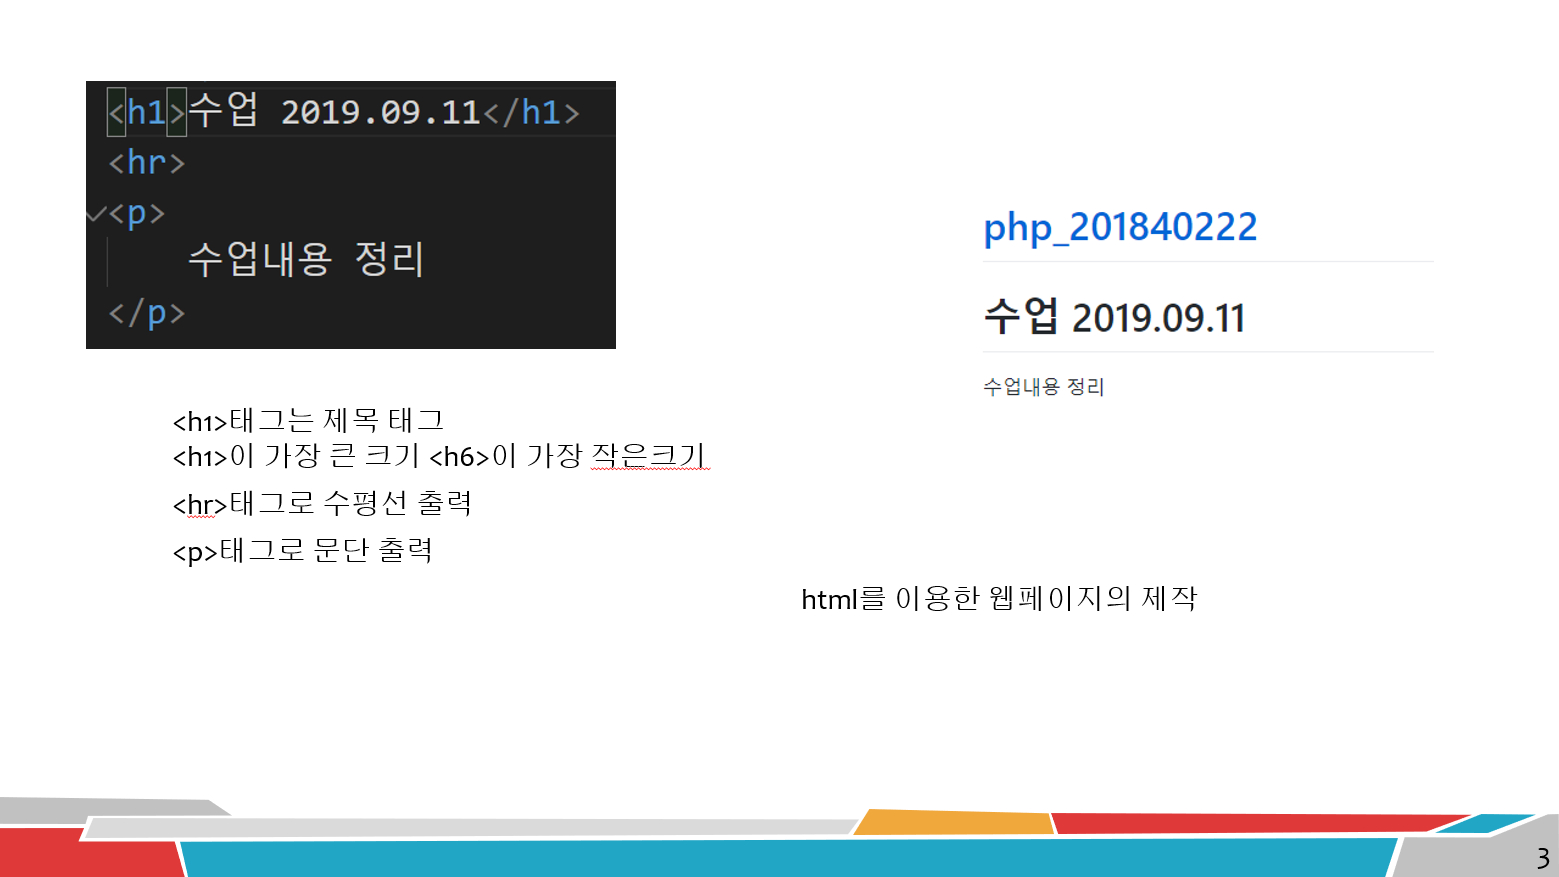 <h1>수업 2019.09.11</h1>
<hr>
<p>
수업내용 정리
</p>
<h1>태그는 제목 태그
<h1>이 가장 큰 크기 <h6>이 가장 작은크기
<hr>태그로 수평선 출력
<p>태그로 문단 출력
php_201840222
수업 2019.09.11
수업내용 정리
html를 이용한 웹페이지의 제작
3